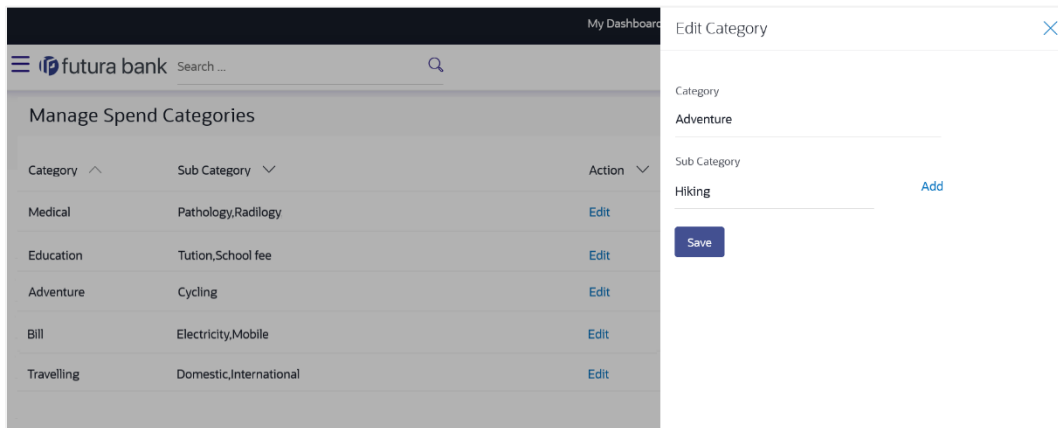 My Dashboard
Edit Category
futura bank Search ...
Manage Spend Categories
Category Sub Category Action
Medical Pathology,Radilogy Edit
Education Tution,School fee Edit
Adventure Cycling Edit
Bill Electricity,Mobile Edit
Travelling Domestic,International Edit
Category
Adventure
Sub Category
Hiking Add
Save